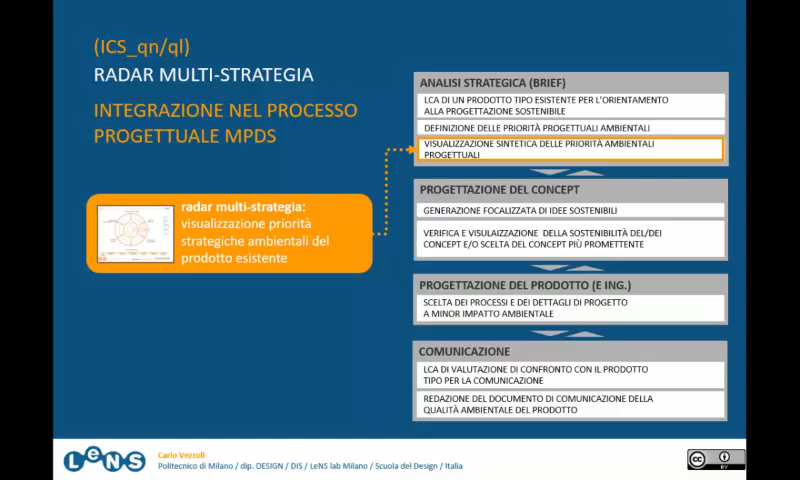 (ICS_qn/ql)
RADAR MULTI-STRATEGIA
INTEGRAZIONE NEL PROCESSO
PROGETTUALE MPDS
radar multi-strategia:
visualizzazione priorità
strategiche ambientali del
prodotto esistente
ANALISI STRATEGICA (BRIEF)
LCA DI UN PRODOTTO TIPO ESISTENTE PER L'ORIENTAMENTO
ALLA PROGETTAZIONE SOSTENIBILE
DEFINIZIONE DELLE PRIORITÀ PROGETTUALI AMBIENTALI
VISUALIZZAZIONE SINTETICA DELLE PRIORITÀ AMBIENTALI
PROGETTUALI
PROGETTAZIONE DEL CONCEPT
GENERAZIONE FOCALIZZATA DI IDEE SOSTENIBILI
VERIFICA E VISULAIZZAZIONE DELLA SOSTENIBILITÀ DEL/DEI
CONCEPT E/O SCELTA DEL CONCEPT PIÙ PROMETTENTE
PROGETTAZIONE DEL PRODOTTO (E ING.)
SCELTA DEI PROCESSI E DEI DETTAGLI DI PROGETTO
A MINOR IMPATTO AMBIENTALE
COMUNICAZIONE
LCA DI VALUTAZIONE DI CONFRONTO CON IL PRODOTTO
TIPO PER LA COMUNICAZIONE
REDAZIONE DEL DOCUMENTO DI COMUNICAZIONE DELLA
QUALITÀ AMBIENTALE DEL PRODOTTO
LeNS
Carlo Vezzoli
Politecnico di Milano / dip. DESIGN / DIS / LeNS lab Milano / Scuola del Design / Italia
cc
BY